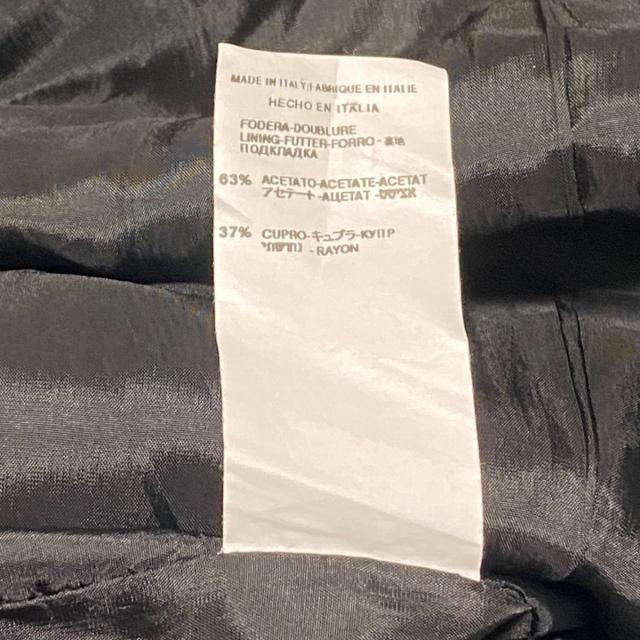 MADE IN ITALY/FABRIQUE EN ITALIE
HECHO EN ITALIA
FODERA-DOUBLURE
LINING-FUTTER-FORRO-裏地
ПОДКЛАДКА
63% ACETATO-ACETATE-ACETAT
アセテート-АЦЕТАТ-אצטט
37% CUPRO-キュプラ-КУПР
-RAYON